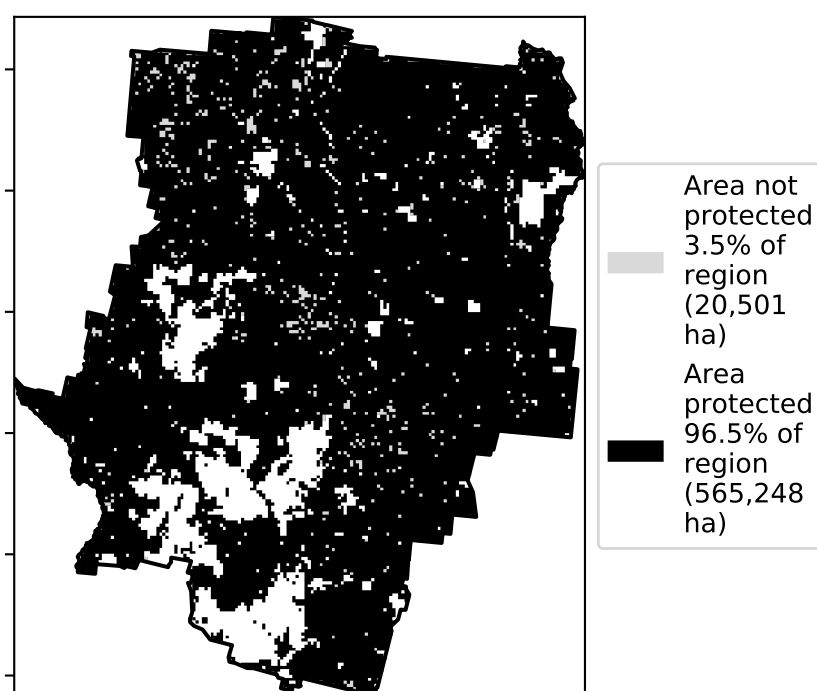 Area not
protected
3.5% of
region
(20,501
ha)
Area
protected
96.5% of
region
(565,248
ha)